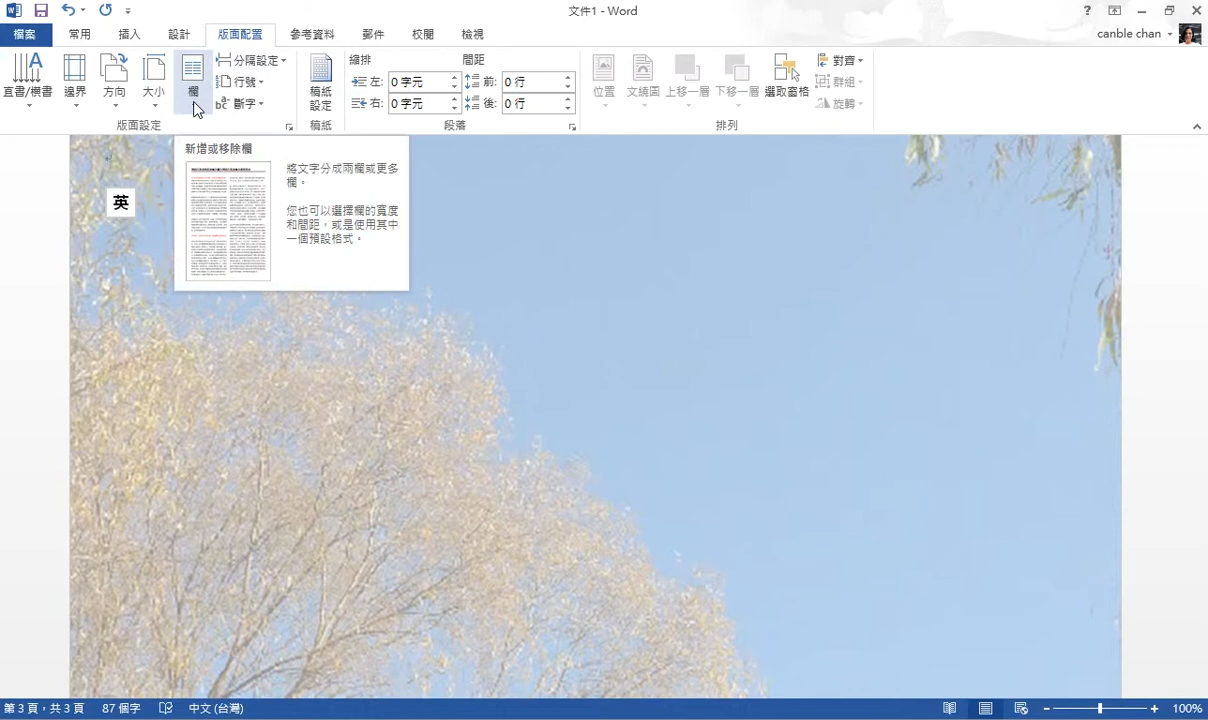 文件1 - Word
?
檔案 常用 插入 設計 版面配置 參考資料 郵件 校閱 檢視
canble chan
直書/橫書 邊界 方向 大小 欄
分隔設定
行號
斷字
版面設定
稿紙
設定
稿紙
縮排 間距
左: 0 字元 前: 0 行
右: 0 字元 後: 0 行
段落
位置 文繞圖 上移一層 下移一層 選取窗格
對齊
群組
旋轉
排列
新增或移除欄
將文字分成兩欄或更多
欄。
您也可以選擇欄的寬度
和間距，或是使用其中
一個預設格式。
英
第 3 頁，共 3 頁 87 個字 中文 (台灣) 100%